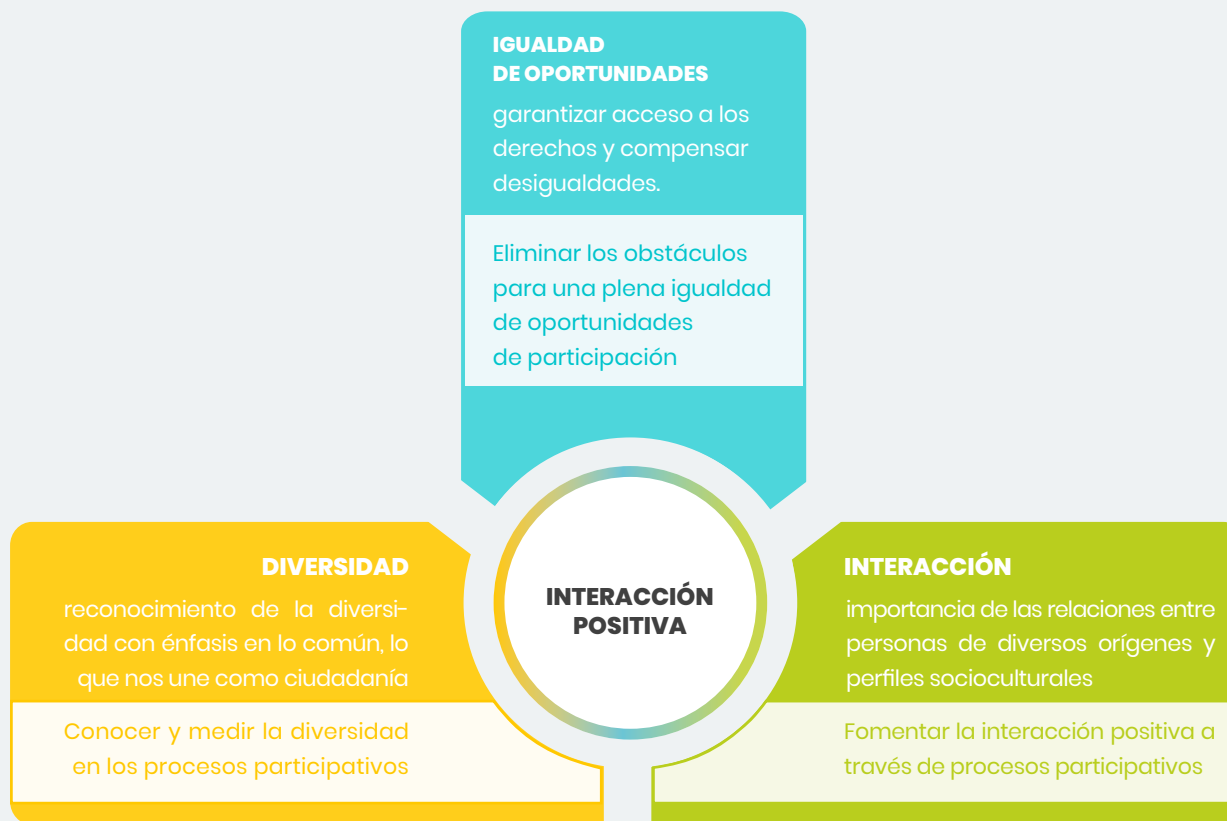 IGUALDAD
DE OPORTUNIDADES
garantizar acceso a los
derechos y compensar
desigualdades.
Eliminar los obstáculos
para una plena igualdad
de oportunidades
de participación
INTERACCIÓN
POSITIVA
DIVERSIDAD
reconocimiento de la diversi-
dad con énfasis en lo común, lo
que nos une como ciudadanía
Conocer y medir la diversidad
en los procesos participativos
INTERACCIÓN
importancia de las relaciones entre
personas de diversos orígenes y
perfiles socioculturales
Fomentar la interacción positiva a
través de procesos participativos